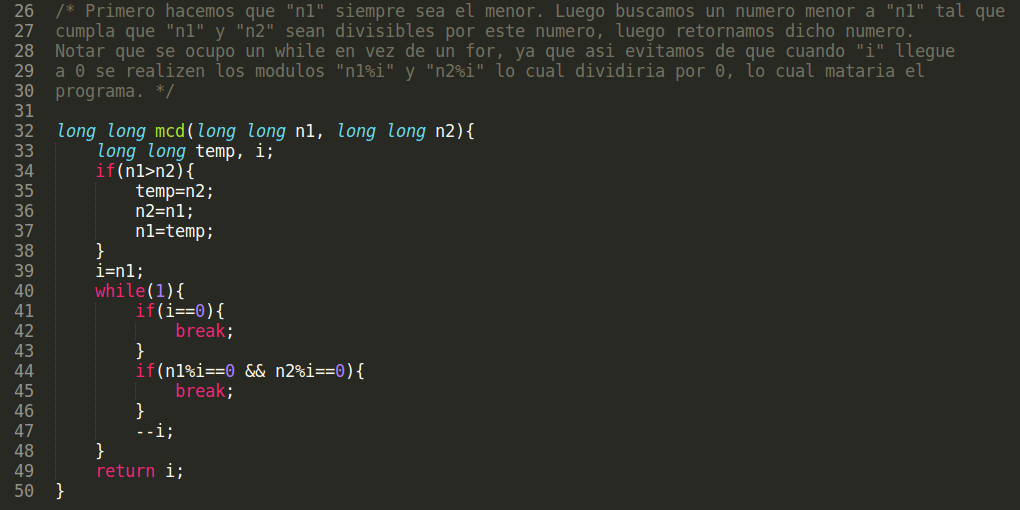 26 /* Primero hacemos que "n1" siempre sea el menor. Luego buscamos un numero menor a "n1" tal que
27 cumpla que "n1" y "n2" sean divisibles por este numero, luego retornamos dicho numero.
28 Notar que se ocupo un while en vez de un for, ya que asi evitamos de que cuando "i" llegue
29 a 0 se realizen los modulos "n1%i" y "n2%i" lo cual dividiria por 0, lo cual mataria el
30 programa. */
31
32 long long mcd(long long n1, long long n2){
33     long long temp, i;
34     if(n1>n2){
35         temp=n2;
36         n2=n1;
37         n1=temp;
38     }
39     i=n1;
40     while(1){
41         if(i==0){
42             break;
43         }
44         if(n1%i==0 && n2%i==0){
45             break;
46         }
47         --i;
48     }
49     return i;
50 }